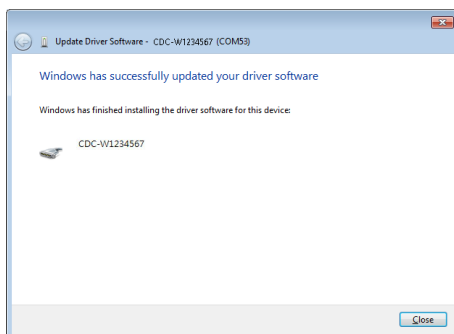 Update Driver Software - CDC-W1234567 (COM53)
Windows has successfully updated your driver software
Windows has finished installing the driver software for this device:
CDC-W1234567
Close